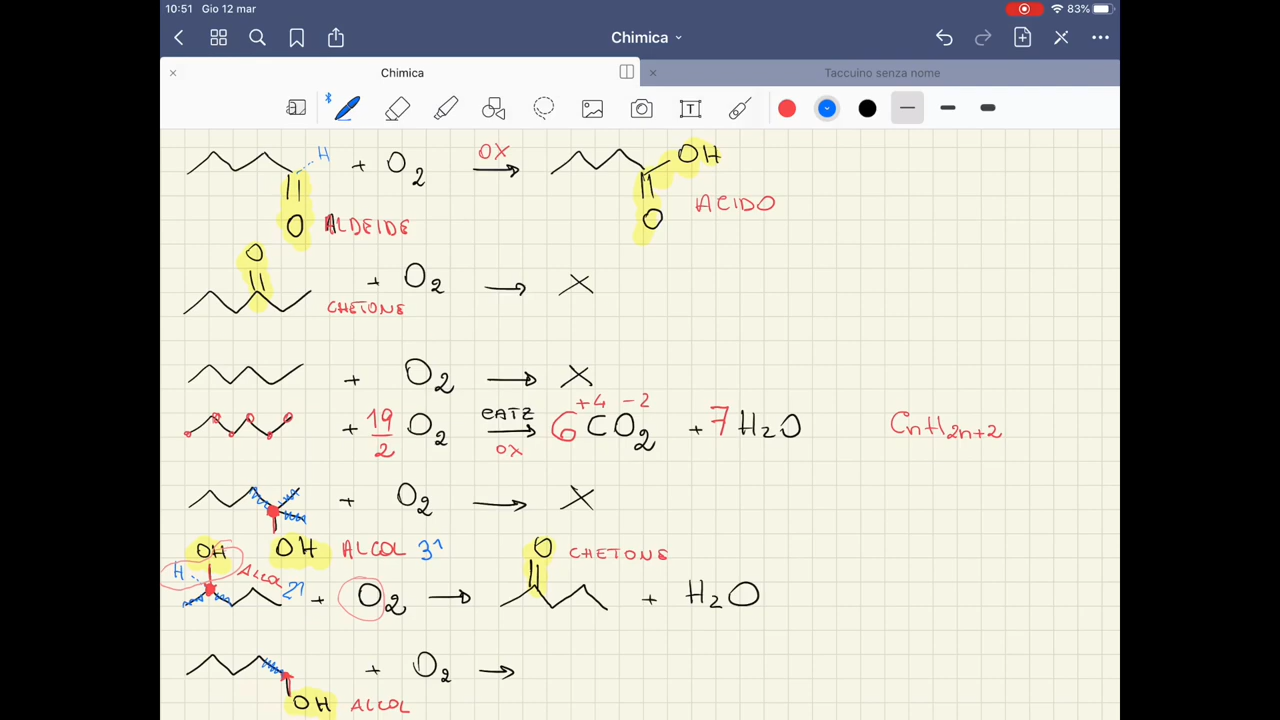 10:51 Gio 12 mar 83%
Chimica
Chimica Taccuino senza nome
H + O2 OX OH
O ALDEIDE O ACIDO
O
+ O2 X
CHETONE
+ O2 X
+ 19/2 O2 CATZ OX 6 C+4 O-2 2 + 7 H2O CnH2n+2
+ O2 X
OH ALCOL 3^
OH H ALCOL 2^ + O2 O CHETONE + H2O
+ O2
OH ALCOL